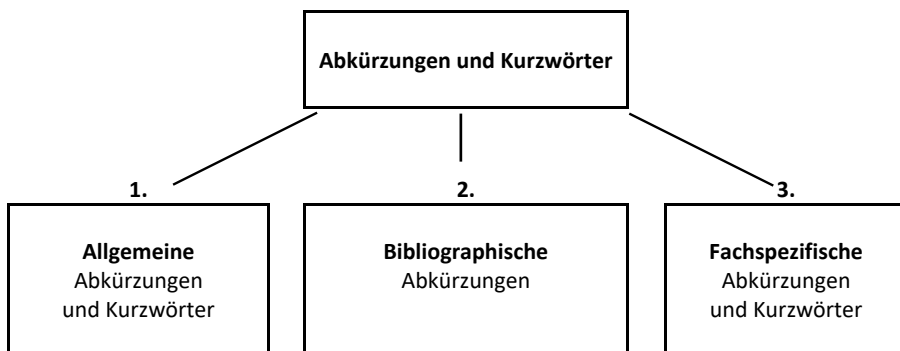 Abkürzungen und Kurzwörter
1.
2.
3.
Allgemeine
Abkürzungen
und Kurzwörter
Bibliographische
Abkürzungen
Fachspezifische
Abkürzungen
und Kurzwörter